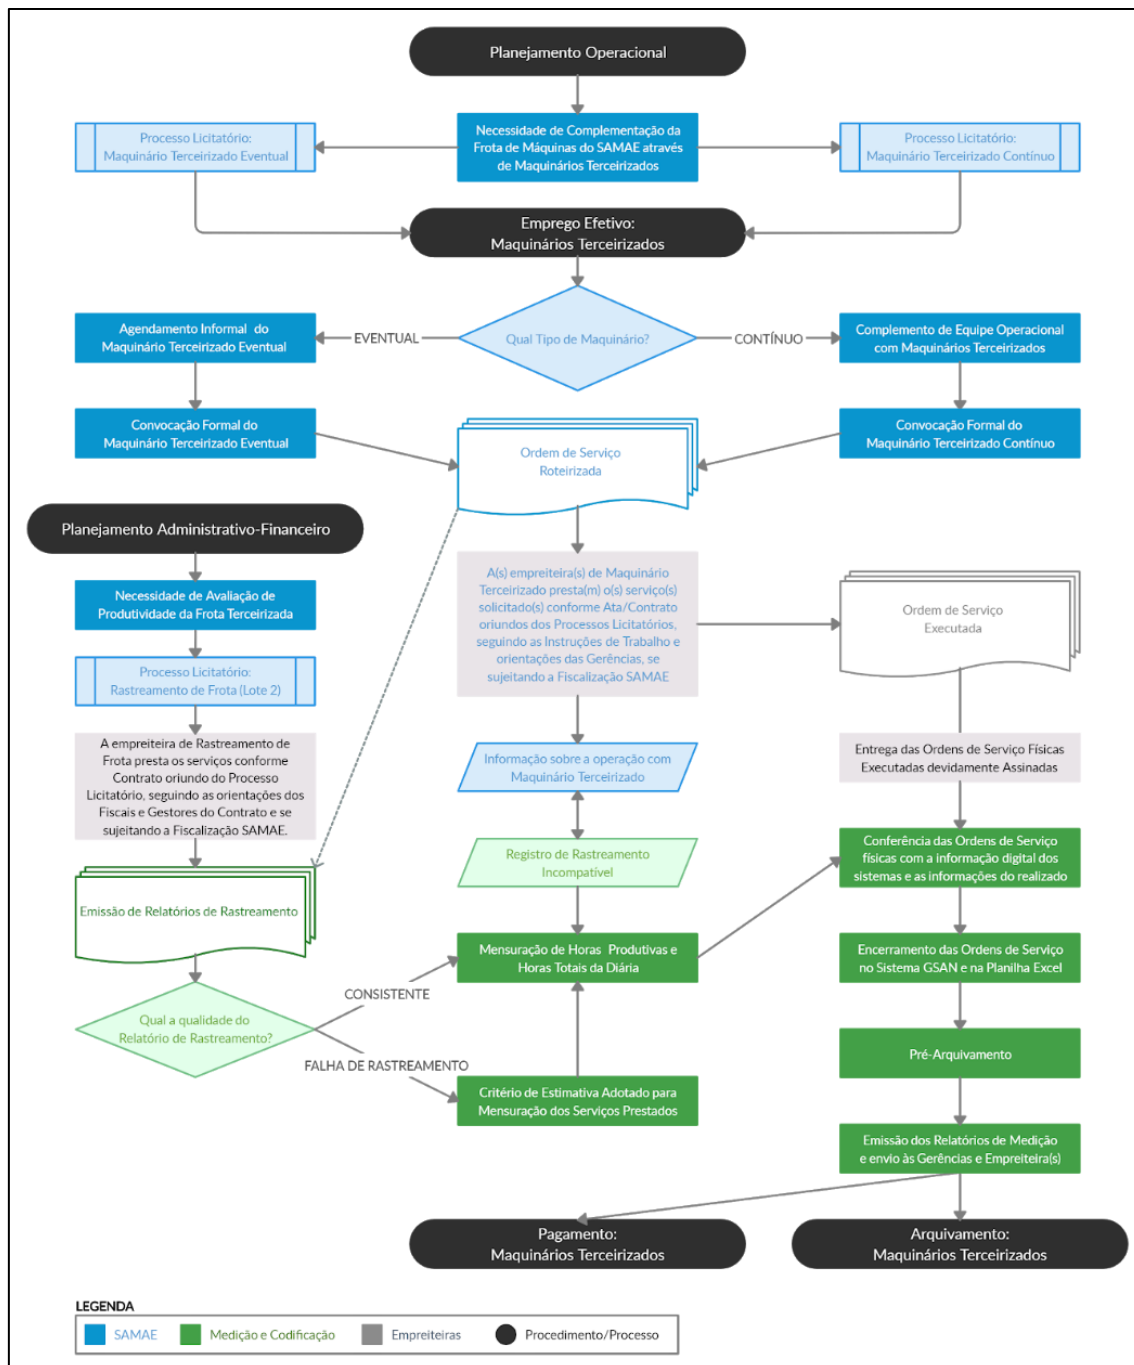 Planejamento Operacional
Necessidade de Complementação da
Frota de Máquinas do SAMAE através
de Maquinários Terceirizados
Processo Licitatório:
Maquinário Terceirizado Eventual
Processo Licitatório:
Maquinário Terceirizado Contínuo
Emprego Efetivo:
Maquinários Terceirizados
Qual Tipo de Maquinário?
EVENTUAL
CONTÍNUO
Agendamento Informal do
Maquinário Terceirizado Eventual
Complemento de Equipe Operacional
com Maquinários Terceirizados
Convocação Formal do
Maquinário Terceirizado Eventual
Convocação Formal do
Maquinário Terceirizado Contínuo
Ordem de Serviço
Roteirizada
Planejamento Administrativo-Financeiro
Necessidade de Avaliação de
Produtividade da Frota Terceirizada
Processo Licitatório:
Rastreamento de Frota (Lote 2)
A empreiteira de Rastreamento de
Frota presta os serviços conforme
Contrato oriundo do Processo
Licitatório, seguindo as orientações dos
Fiscais e Gestores do Contrato e se
sujeitando a Fiscalização SAMAE.
Emissão de Relatórios de Rastreamento
Qual a qualidade do
Relatório de Rastreamento?
CONSISTENTE
FALHA DE RASTREAMENTO
A(s) empreiteira(s) de Maquinário
Terceirizado presta(m) o(s) serviço(s)
solicitado(s) conforme Ata/Contrato
oriundos dos Processos Licitatórios,
seguindo as Instruções de Trabalho e
orientações das Gerências, se
sujeitando a Fiscalização SAMAE
Informação sobre a operação com
Maquinário Terceirizado
Registro de Rastreamento
Incompatível
Mensuração de Horas Produtivas e
Horas Totais da Diária
Critério de Estimativa Adotado para
Mensuração dos Serviços Prestados
Ordem de Serviço
Executada
Entrega das Ordens de Serviço Físicas
Executadas devidamente Assinadas
Conferência das Ordens de Serviço
físicas com a informação digital dos
sistemas e as informações do realizado
Encerramento das Ordens de Serviço
no Sistema GSAN e na Planilha Excel
Pré-Arquivamento
Emissão dos Relatórios de Medição
e envio às Gerências e Empreiteira(s)
Pagamento:
Maquinários Terceirizados
Arquivamento:
Maquinários Terceirizados
LEGENDA
SAMAE
Medição e Codificação
Empreiteiras
Procedimento/Processo